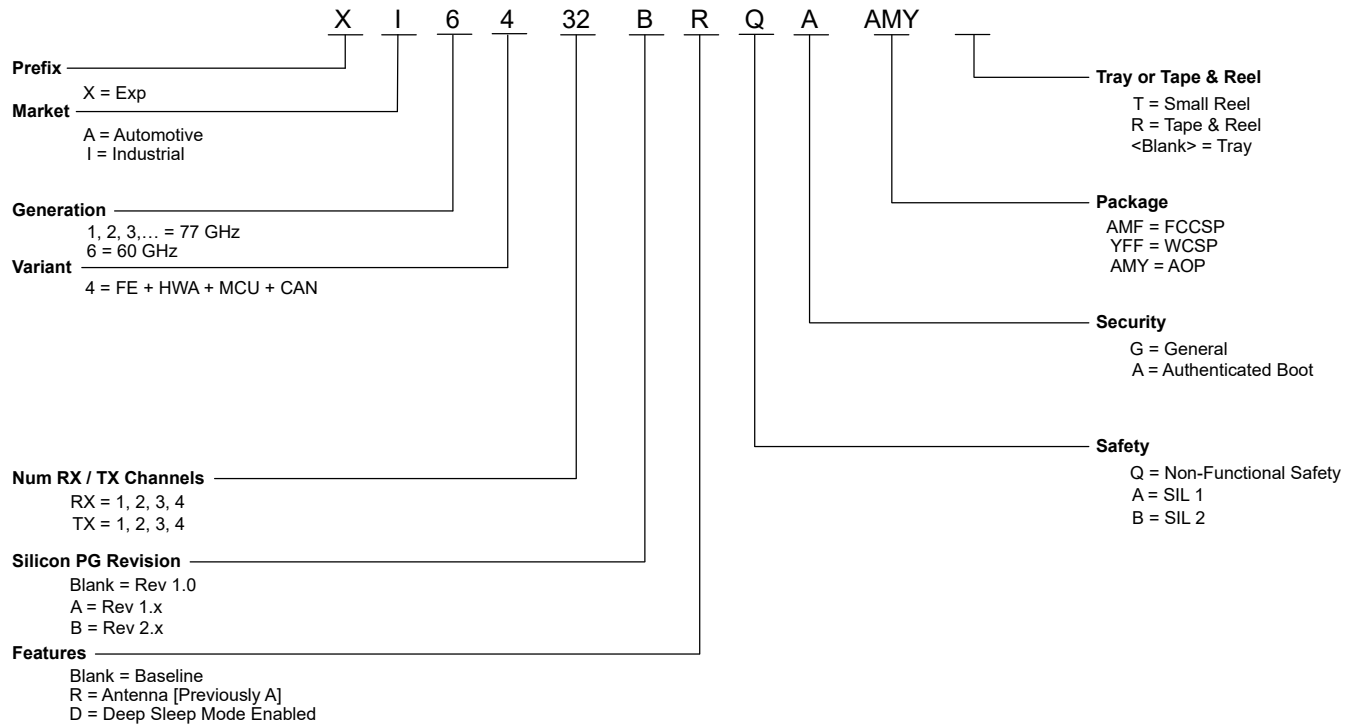 X I 6 4 32 B R Q A AMY
Prefix
X = Exp
Market
A = Automotive
I = Industrial
Generation
1, 2, 3,… = 77 GHz
6 = 60 GHz
Variant
4 = FE + HWA + MCU + CAN
Num RX / TX Channels
RX = 1, 2, 3, 4
TX = 1, 2, 3, 4
Silicon PG Revision
Blank = Rev 1.0
A = Rev 1.x
B = Rev 2.x
Features
Blank = Baseline
R = Antenna [Previously A]
D = Deep Sleep Mode Enabled
Tray or Tape & Reel
T = Small Reel
R = Tape & Reel
<Blank> = Tray
Package
AMF = FCCSP
YFF = WCSP
AMY = AOP
Security
G = General
A = Authenticated Boot
Safety
Q = Non-Functional Safety
A = SIL 1
B = SIL 2